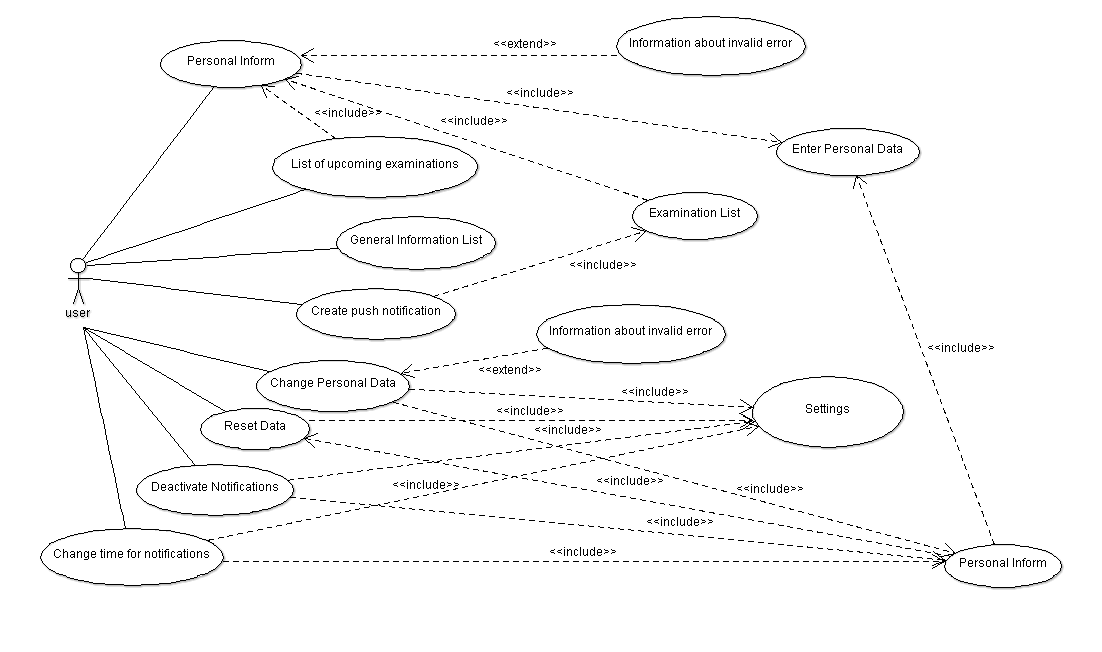 <<extend>>
Information about invalid error
Personal Inform
<<include>>
<<include>>
<<include>>
Enter Personal Data
List of upcoming examinations
Examination List
General Information List
<<include>>
Create push notification
user
Information about invalid error
<<include>>
<<extend>>
Change Personal Data
<<include>>
Settings
<<include>>
Reset Data
<<include>>
<<include>>
Deactivate Notifications
<<include>>
<<include>>
<<include>>
Change time for notifications
<<include>>
Personal Inform